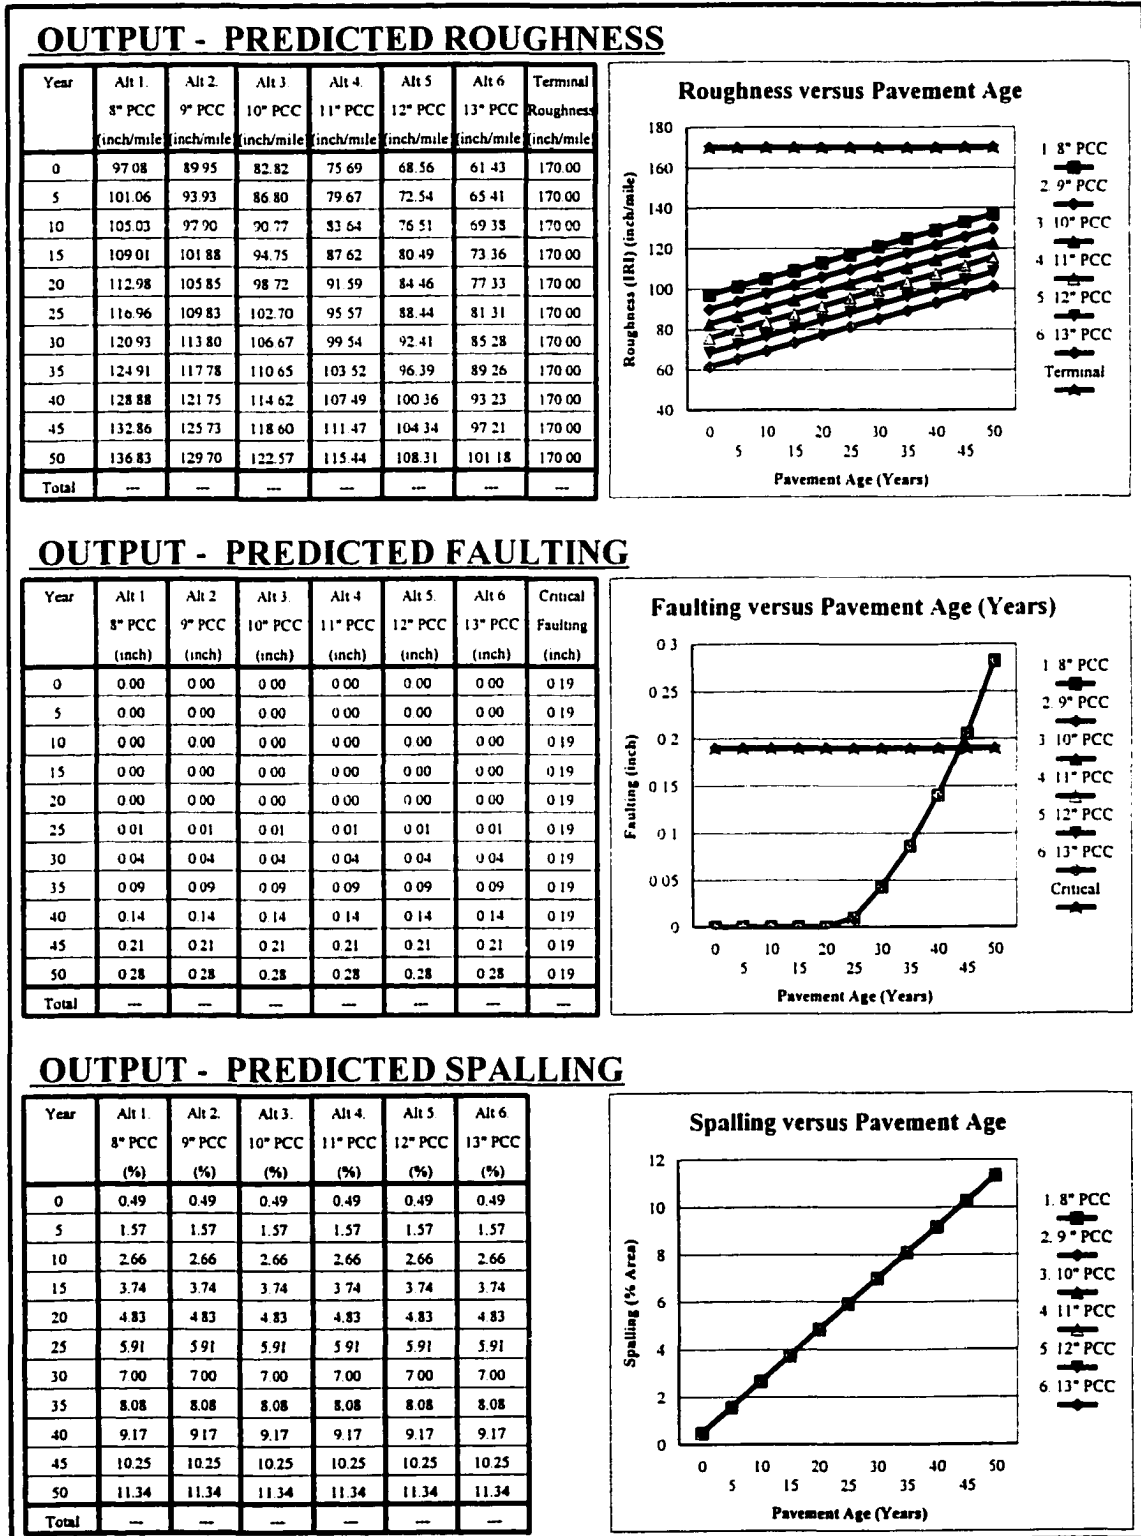 OUTPUT - PREDICTED ROUGHNESS
Year Alt 1. Alt 2. Alt 3. Alt 4. Alt 5 Alt 6 Terminal
8" PCC 9" PCC 10" PCC 11" PCC 12" PCC 13" PCC Roughness
(inch/mile) (inch/mile) (inch/mile) (inch/mile) (inch/mile) (inch/mile) (inch/mile)
0 97 08 89 95 82.82 75 69 68.56 61 43 170.00
5 101.06 93.93 86.80 79.67 72.54 65 41 170.00
10 105.03 97 90 90.77 83 64 76 51 69 38 170 00
15 109 01 101 88 94.75 87 62 80 49 73 36 170 00
20 112.98 105 85 98 72 91.59 84 46 77 33 170 00
25 116.96 109 83 102.70 95 57 88 44 81 31 170 00
30 120 93 113 80 106 67 99 54 92 41 85 28 170 00
35 124 91 117 78 110 65 103 52 96 39 89 26 170 00
40 128 88 121 75 114 62 107 49 100 36 93 23 170 00
45 132 86 125 73 118 60 111 47 104 34 97 21 170 00
50 136 83 129 70 122.57 115.44 108.31 101 18 170 00
Total --- --- --- --- --- --- ---
Roughness versus Pavement Age
Roughness (IRI) (inch/mile)
180
160
140
120
100
80
60
40
0 10 20 30 40 50
5 15 25 35 45
Pavement Age (Years)
1 8" PCC
2. 9" PCC
3 10" PCC
4 11" PCC
5 12" PCC
6 13" PCC
Terminal
OUTPUT - PREDICTED FAULTING
Year Alt 1 Alt 2 Alt 3. Alt 4 Alt 5. Alt 6 Critical
8" PCC 9" PCC 10" PCC 11" PCC 12" PCC 13" PCC Faulting
(inch) (inch) (inch) (inch) (inch) (inch) (inch)
0 0 00 0 00 0 00 0 00 0 00 0 00 0 19
5 0 00 0 00 0 00 0 00 0 00 0 00 0 19
10 0 00 0 00 0 00 0 00 0 00 0 00 0 19
15 0 00 0 00 0 00 0 00 0 00 0 00 0 19
20 0 00 0 00 0 00 0 00 0 00 0 00 0 19
25 0 01 0 01 0 01 0 01 0 01 0 01 0 19
30 0 04 0 04 0 04 0 04 0 04 0 04 0 19
35 0 09 0 09 0 09 0 09 0 09 0 09 0 19
40 0.14 0 14 0 14 0 14 0 14 0 14 0 19
45 0.21 0 21 0 21 0.21 0 21 0 21 0 19
50 0 28 0 28 0.28 0 28 0.28 0 28 0 19
Total --- --- --- --- --- --- ---
Faulting versus Pavement Age (Years)
Faulting (inch)
0 3
0 25
0 2
0 15
0 1
0 05
0
0 10 20 30 40 50
5 15 25 35 45
Pavement Age (Years)
1 8" PCC
2. 9" PCC
3 10" PCC
4 11" PCC
5 12" PCC
6 13" PCC
Critical
OUTPUT - PREDICTED SPALLING
Year Alt 1. Alt 2. Alt 3. Alt 4. Alt 5. Alt 6.
8" PCC 9" PCC 10" PCC 11" PCC 12" PCC 13" PCC
(%) (%) (%) (%) (%) (%)
0 0.49 0.49 0.49 0.49 0.49 0.49
5 1.57 1.57 1.57 1.57 1.57 1.57
10 2.66 2.66 2.66 2.66 2.66 2.66
15 3.74 3.74 3 74 3.74 3.74 3.74
20 4.83 4 83 4.83 4.83 4.83 4.83
25 5.91 5 91 5.91 5 91 5.91 5.91
30 7 00 7 00 7 00 7.00 7 00 7.00
35 8.08 8.08 8.08 8.08 8.08 8.08
40 9.17 9 17 9.17 9.17 9.17 9.17
45 10.25 10.25 10.25 10.25 10.25 10.25
50 11.34 11.34 11.34 11.34 11.34 11.34
Total --- --- --- --- --- ---
Spalling versus Pavement Age
Spalling (% Area)
12
10
8
6
4
2
0
0 10 20 30 40 50
5 15 25 35 45
Pavement Age (Years)
1. 8" PCC
2. 9 " PCC
3. 10" PCC
4 11" PCC
5 12" PCC
6. 13" PCC